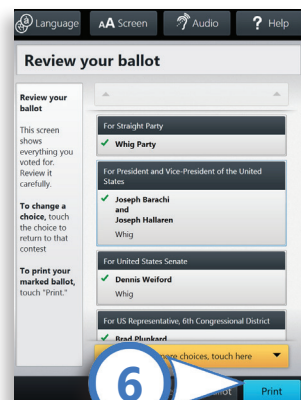 Language
AA Screen
Audio
? Help
Review your ballot
Review your
ballot
This screen
shows
everything you
voted for.
Review it
carefully.
To change a
choice, touch
the choice to
return to that
contest
To print your
marked ballot,
touch "Print."
For Straight Party
Whig Party
For President and Vice-President of the United
States
Joseph Barachi
and
Joseph Hallaren
Whig
For United States Senate
Dennis Weiford
Whig
For US Representative, 6th Congressional District
Brad Plunkard
more choices, touch here
6
Print